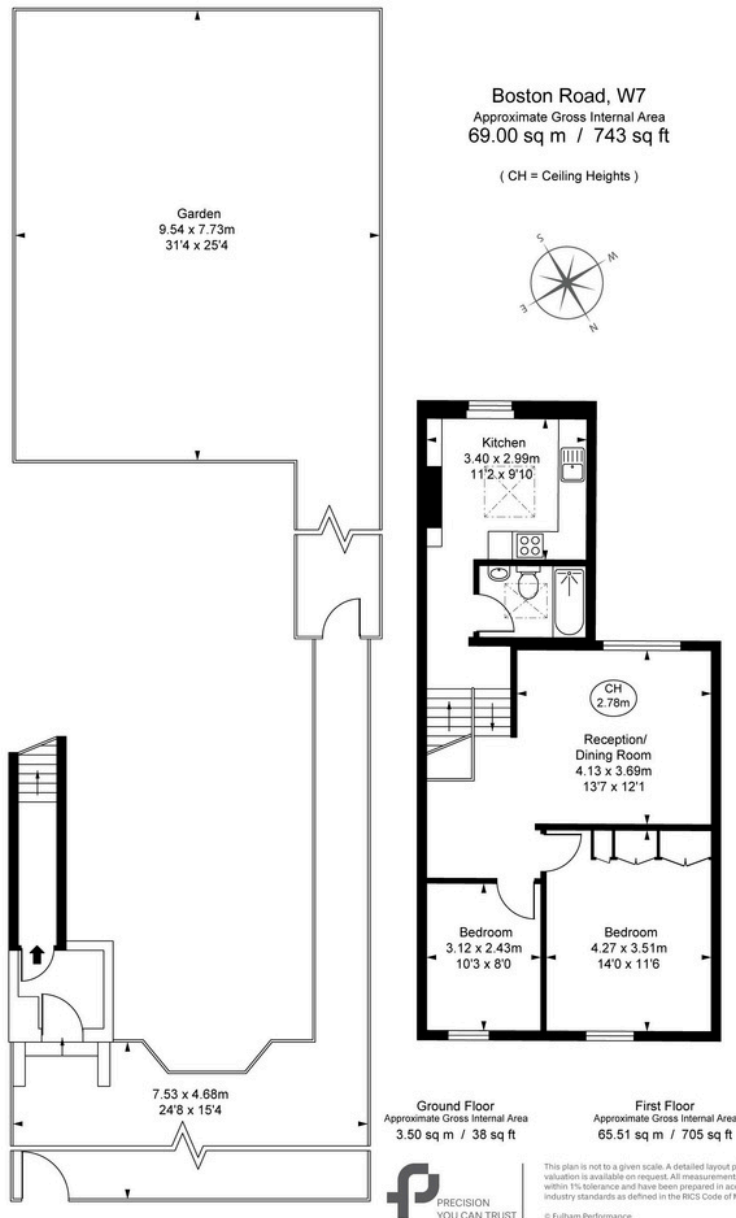 Boston Road, W7
Approximate Gross Internal Area
69.00 sq m / 743 sq ft
( CH = Ceiling Heights )
S
W
E
N
Garden
9.54 x 7.73m
31'4 x 25'4
Kitchen
3.40 x 2.99m
11'2 x 9'10
CH
2.78m
Reception/
Dining Room
4.13 x 3.69m
13'7 x 12'1
Bedroom
3.12 x 2.43m
10'3 x 8'0
Bedroom
4.27 x 3.51m
14'0 x 11'6
7.53 x 4.68m
24'8 x 15'4
Ground Floor
Approximate Gross Internal Area
3.50 sq m / 38 sq ft
First Floor
Approximate Gross Internal Area
65.51 sq m / 705 sq ft
PRECISION
YOU CAN TRUST
This plan is not to a given scale. A detailed layout
valuation is available on request. All measurement
within 1% tolerance and have been prepared in
industry standards as defined in the RICS Code of
© Fulham Performance